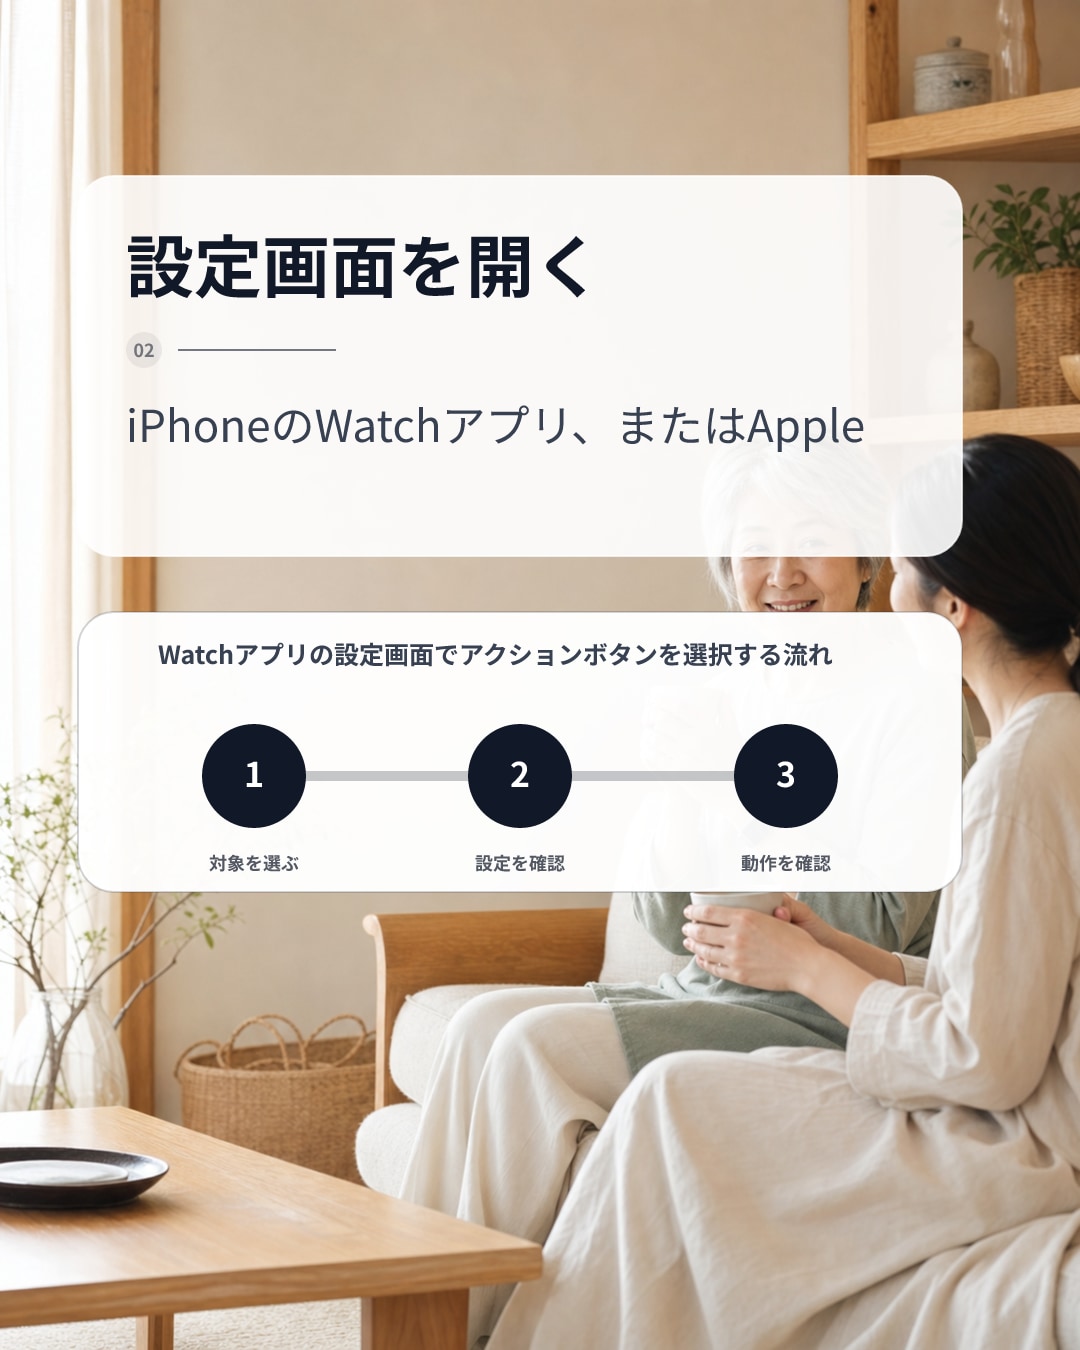 設定画面を開く
02
iPhoneのWatchアプリ、またはApple
Watchアプリの設定画面でアクションボタンを選択する流れ
1 2 3
対象を選ぶ 設定を確認 動作を確認